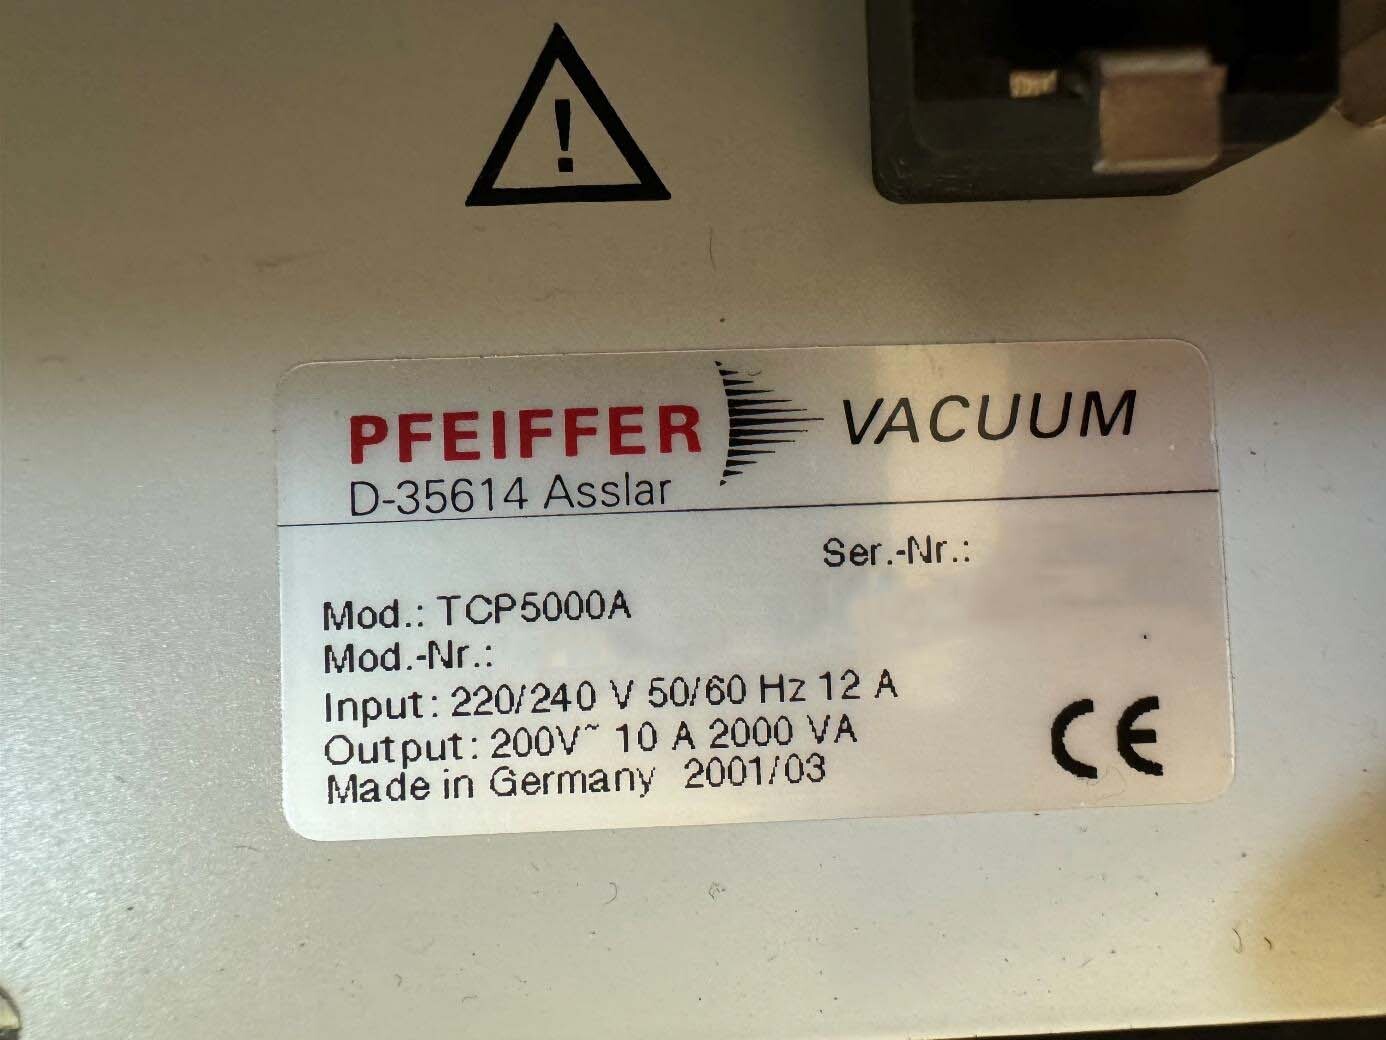 PFEIFFER VACUUM
D-35614 Asslar
Ser.-Nr.:
Mod.: TCP5000A
Mod.-Nr.:
Input: 220/240 V 50/60 Hz 12 A
Output: 200V~ 10 A 2000 VA
Made in Germany 2001/03
CE